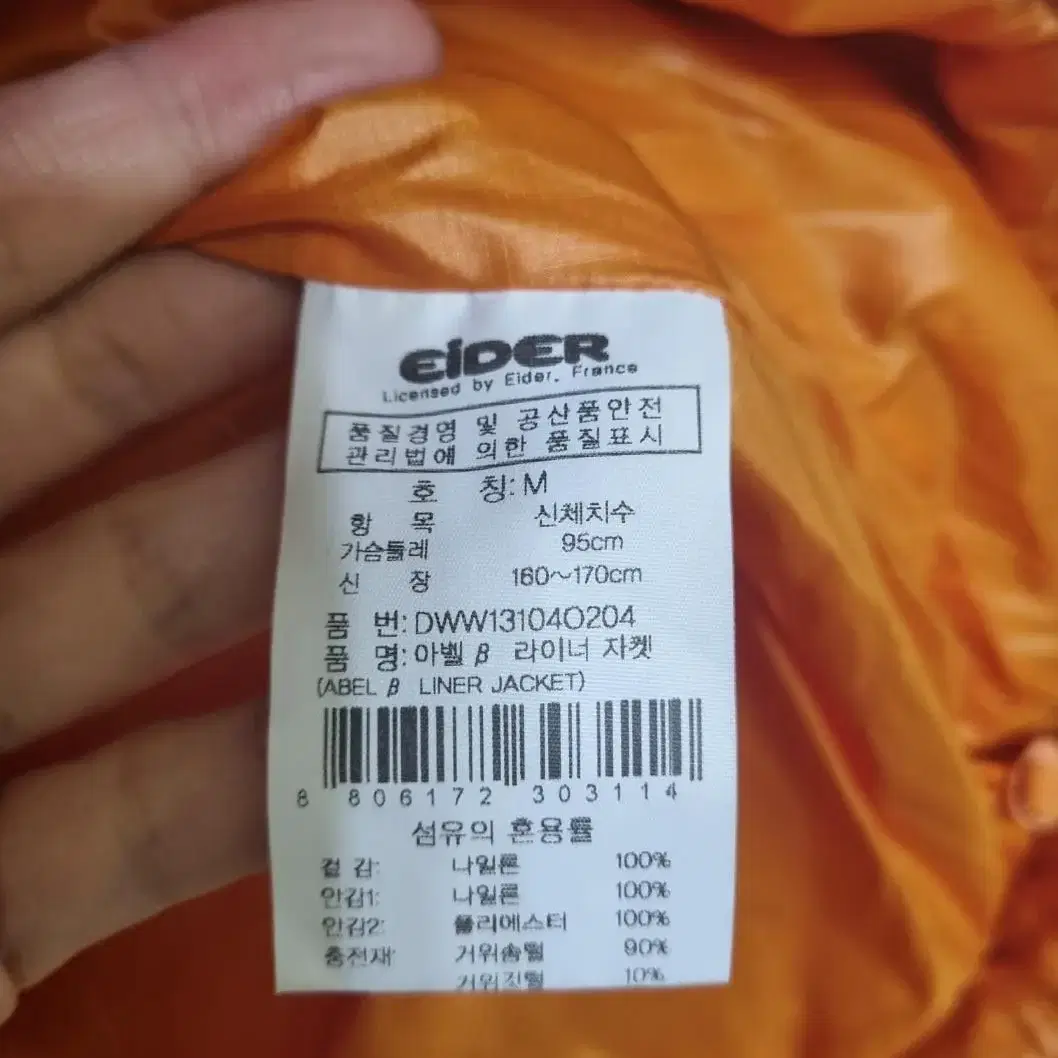 EiDER
Licensed by Eider. France
품질경영 및 공산품안전
관리법에 의한 품질표시
호 칭: M
항 목 신체치수
가슴둘레 95cm
신 장 160~170cm
품 번: DWW13104O204
품 명: 아벨 β 라이너 자켓
(ABEL β LINER JACKET)
8 806172 303114
섬유의 혼용률
겉 감: 나일론 100%
안감1: 나일론 100%
안감2: 폴리에스터 100%
충전재: 거위솜털 90%
거위깃털 10%